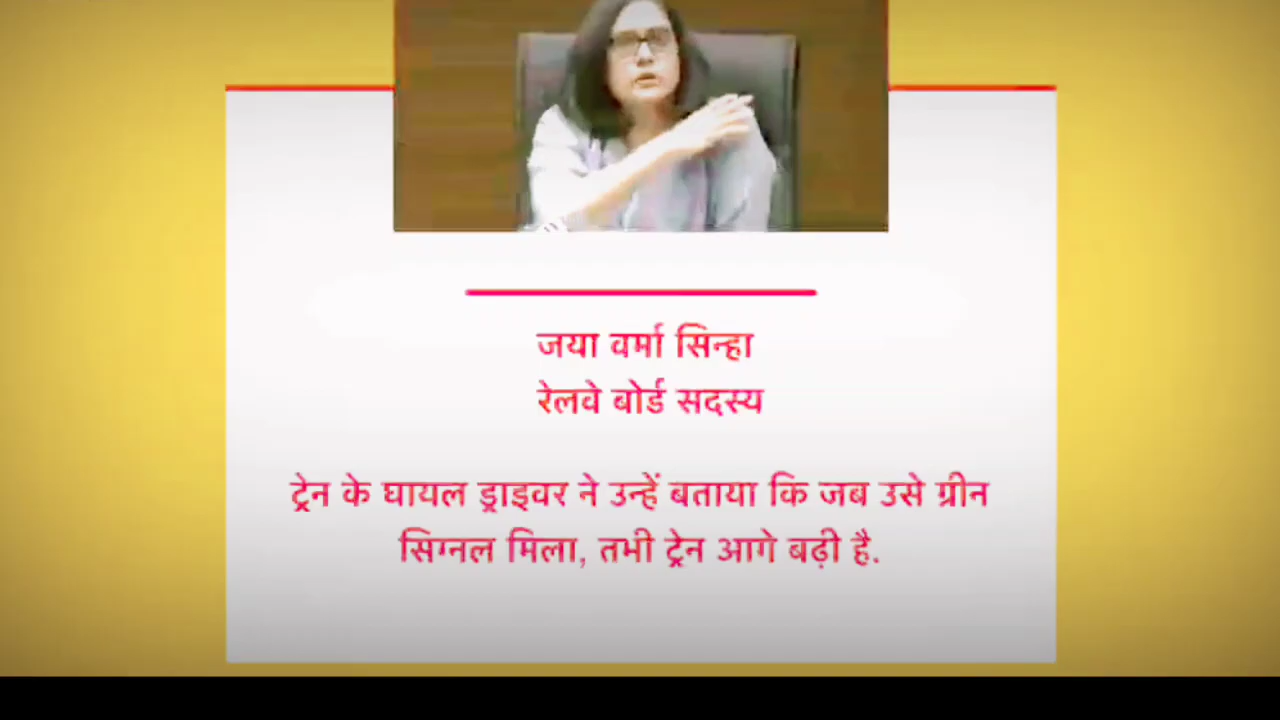 जया वर्मा सिन्हा
रेलवे बोर्ड सदस्य
ट्रेन के घायल ड्राइवर ने उन्हें बताया कि जब उसे ग्रीन
सिग्नल मिला, तभी ट्रेन आगे बढ़ी है.